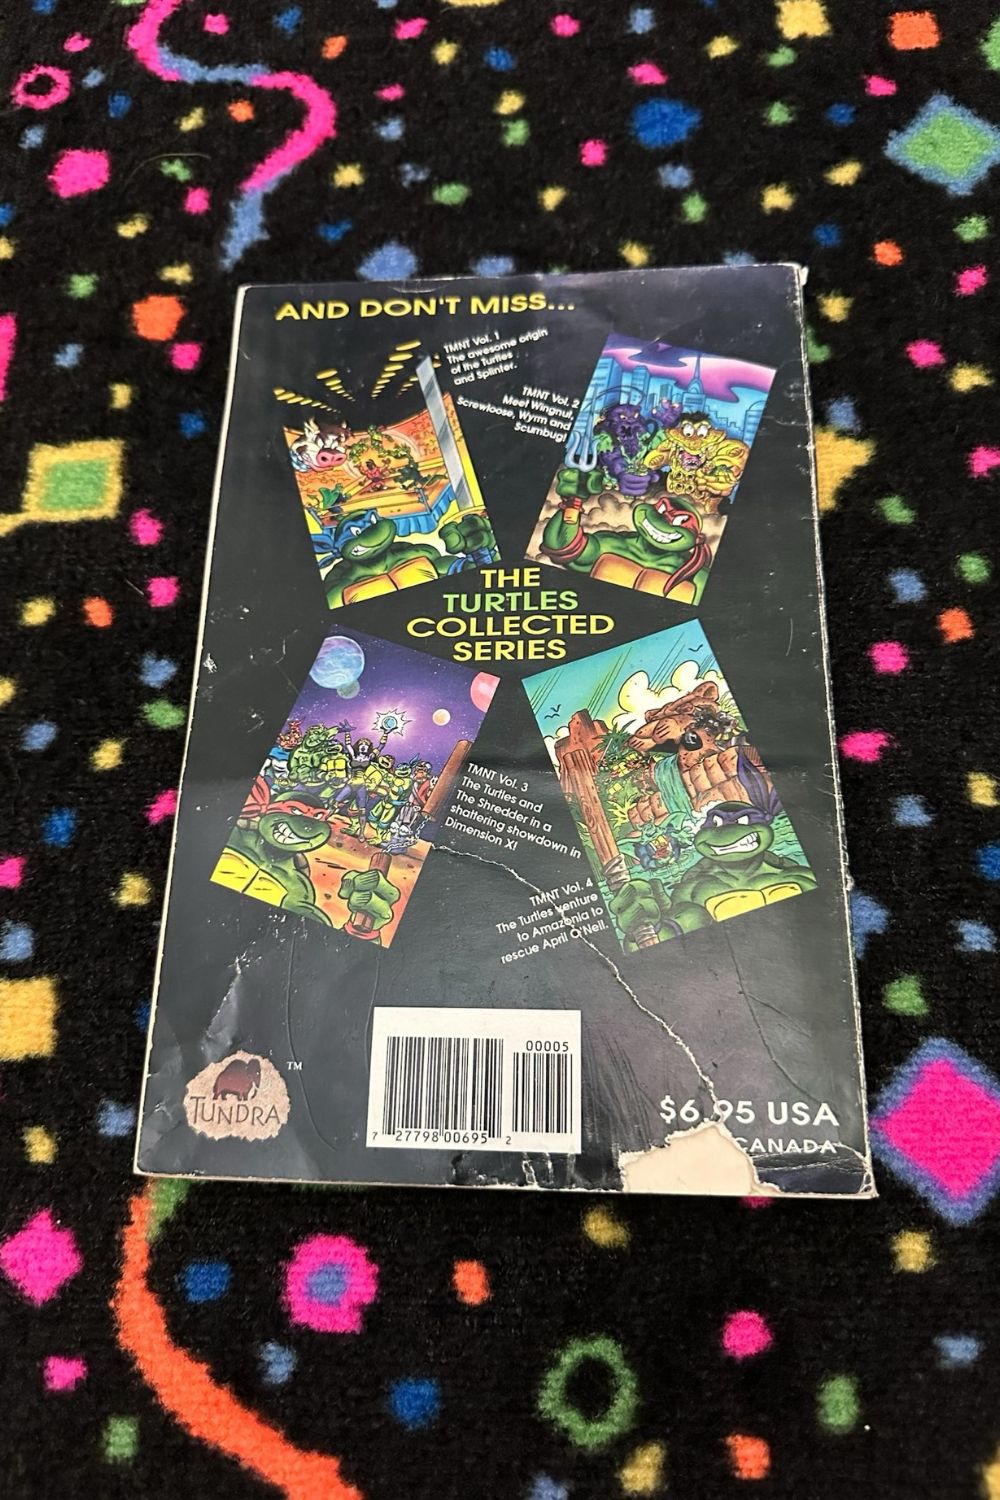 AND DON'T MISS...
TMNT Vol. 1
The awesome origin
of the Turtles
and Splinter.
TMNT Vol. 2
Meet Wingnut,
Screwloose, Wyrm and
Scumbug!
THE
TURTLES
COLLECTED
SERIES
TMNT Vol. 3
The Turtles and
The Shredder in a
shattering showdown in
Dimension X!
TMNT Vol. 4
The Turtles venture
to Amazonia to
rescue April O'Neil.
TUNDRA
TM
00005
7 27798 00695 2
$6.95 USA
CANADA